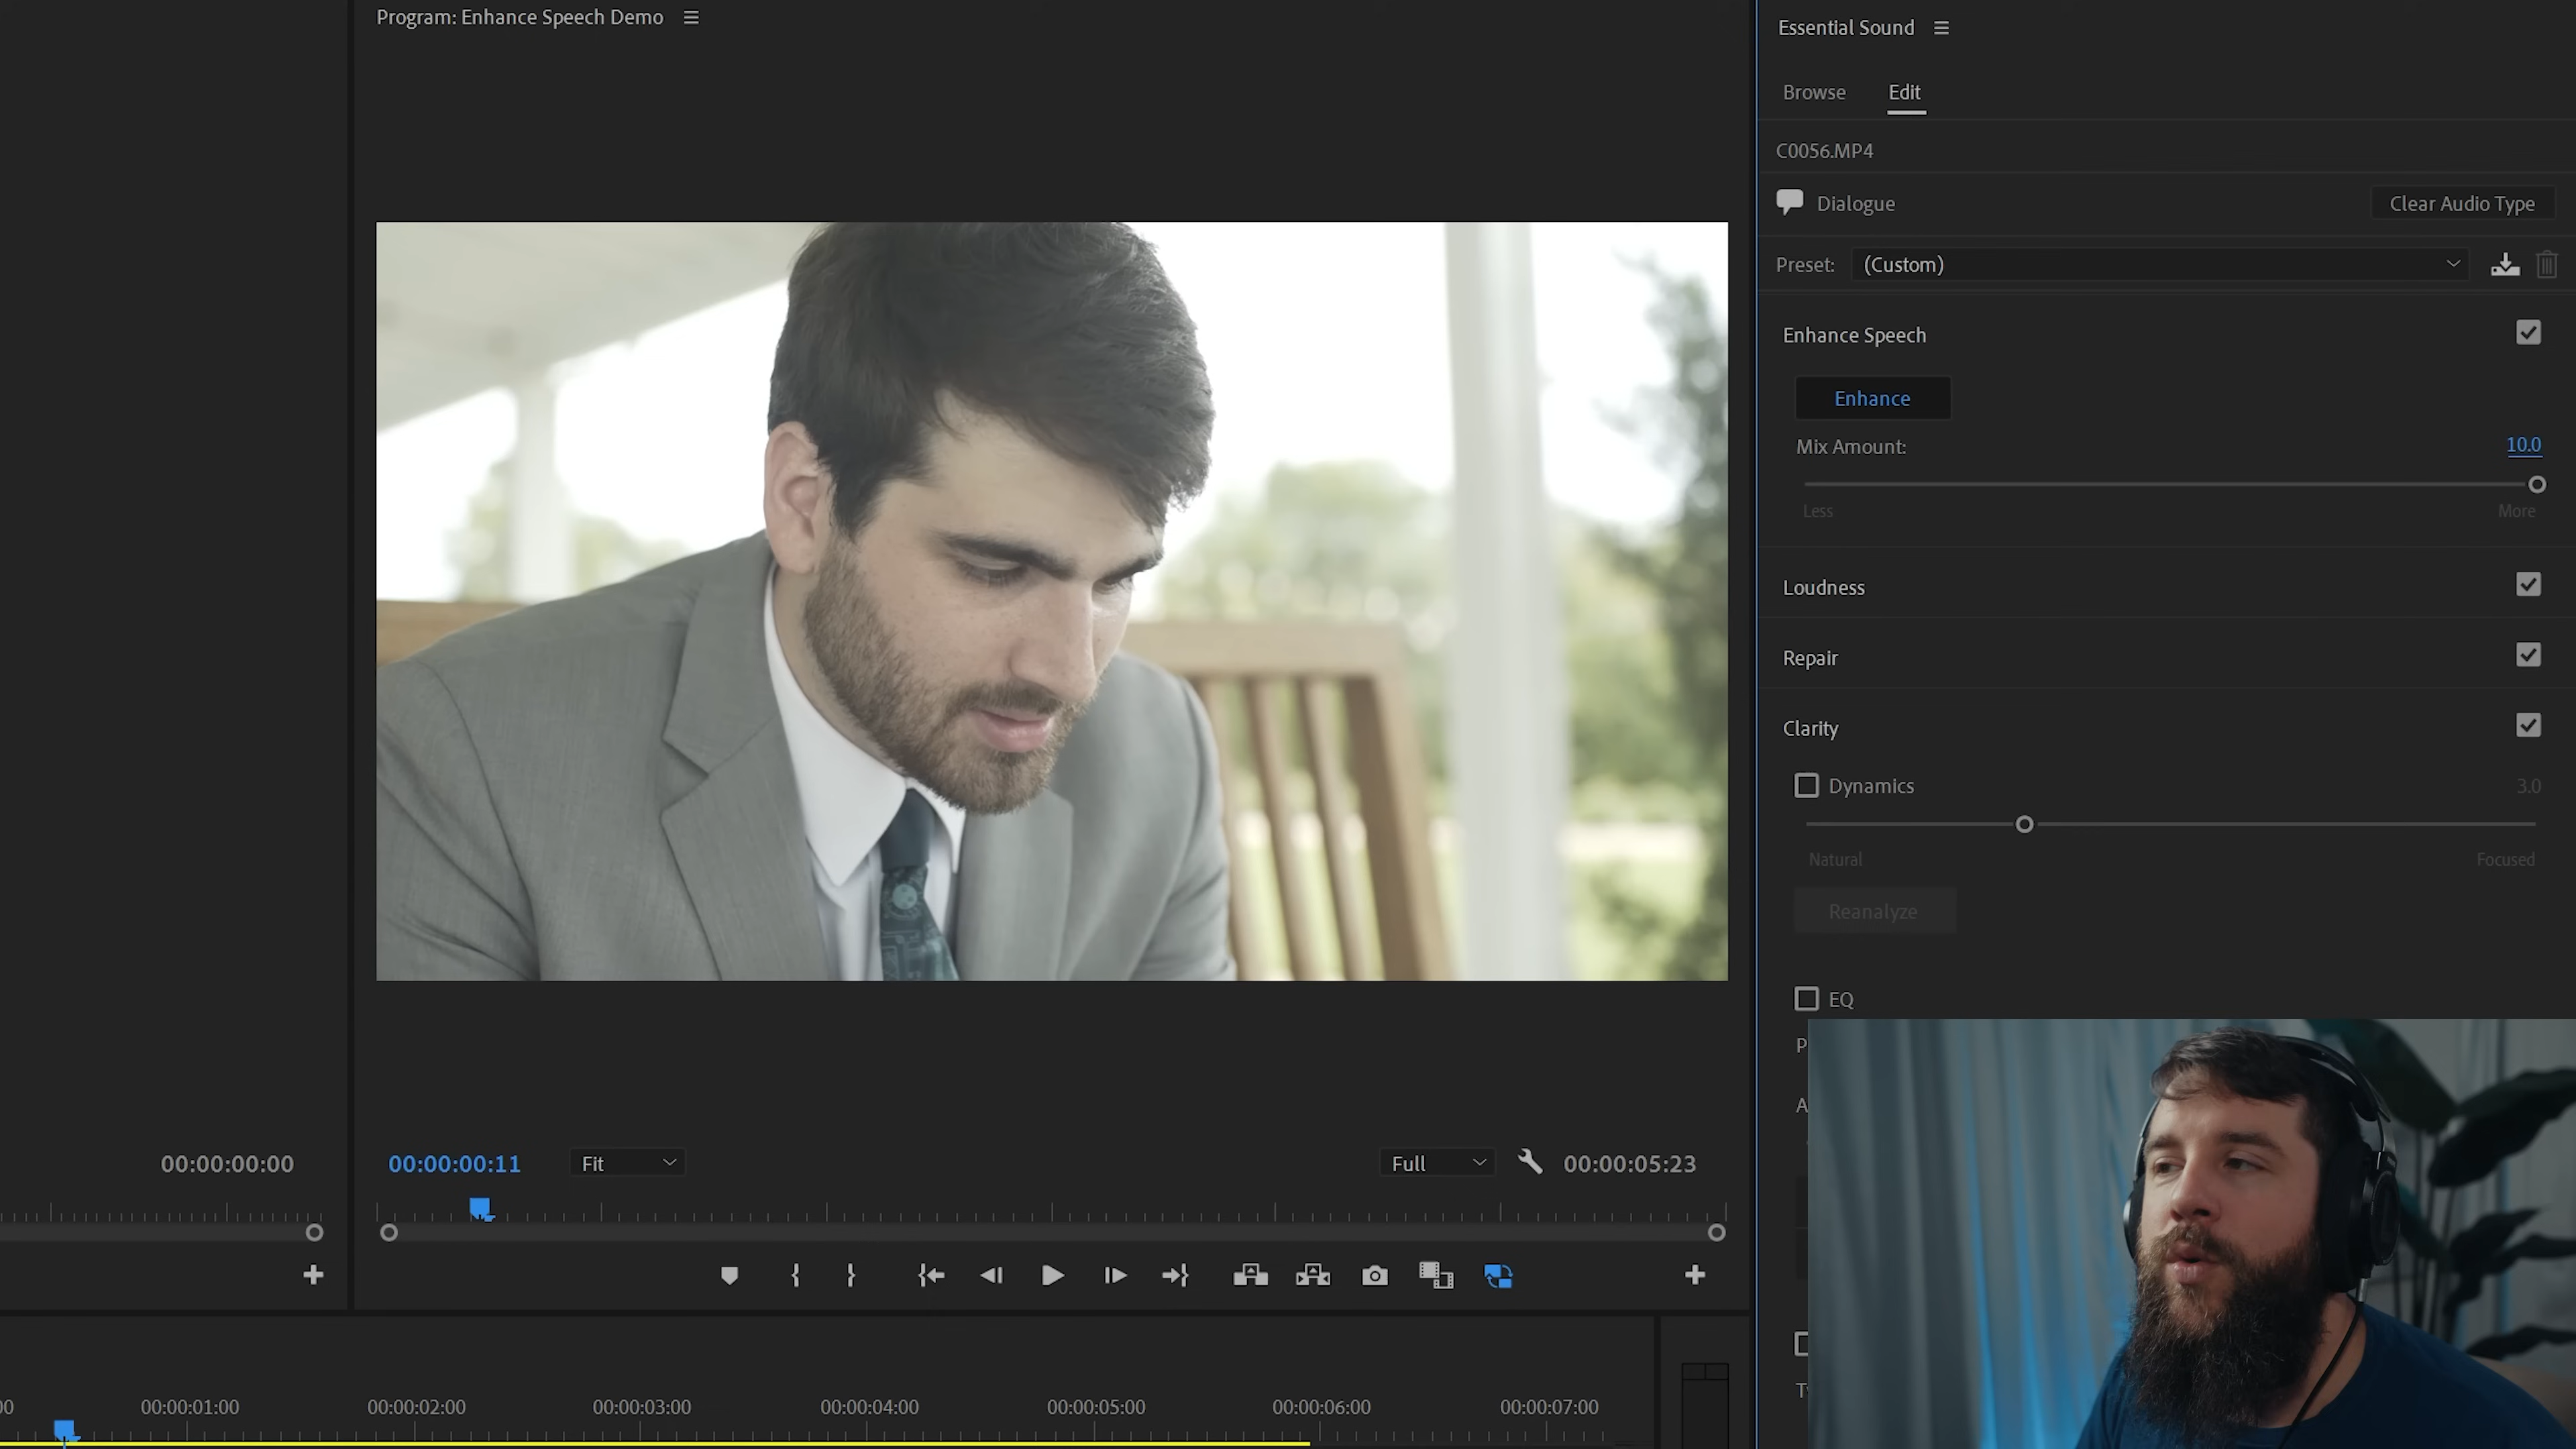 Program: Enhance Speech Demo
Essential Sound
Browse Edit
C0056.MP4
Dialogue Clear Audio Type
Preset: (Custom)
Enhance Speech
Enhance
Mix Amount: 10.0
Less More
Loudness
Repair
Clarity
Dynamics 3.0
Natural Focused
Reanalyze
EQ
P
A
00:00:00:00 00:00:00:11 Fit Full 00:00:05:23
00:00:01:00 00:00:02:00 00:00:03:00 00:00:04:00 00:00:05:00 00:00:06:00 00:00:07:00